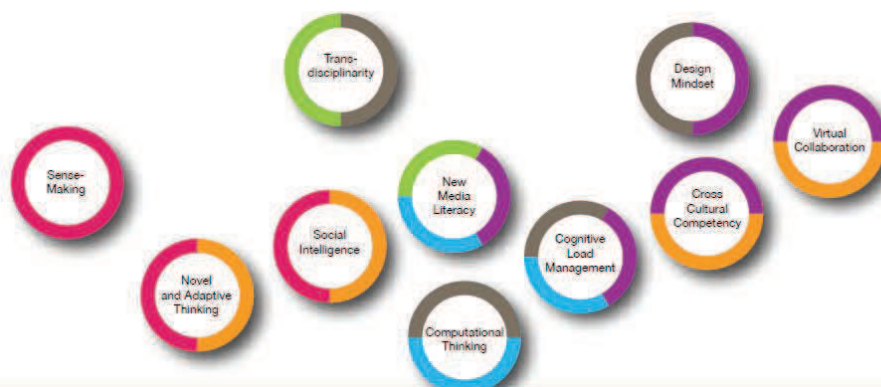 Trans-
disciplinarity
Design
Mindset
Virtual
Collaboration
Sense-
Making
New
Media
Literacy
Cross
Cultural
Competency
Social
Intelligence
Cognitive
Load
Management
Novel
and Adaptive
Thinking
Computational
Thinking